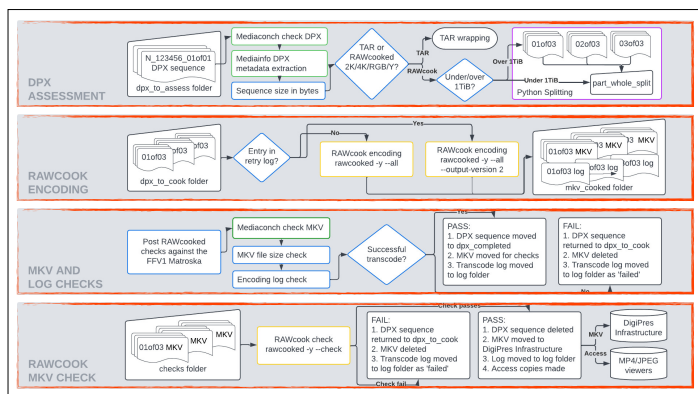 DPX
ASSESSMENT
N_123456_01of01
DPX sequence
dpx_to_assess folder
Mediaconch check DPX
Mediainfo DPX
metadata extraction
Sequence size in bytes
TAR or
RAWcooked
2K/4K/RGB/Y?
TAR
RAWcook
TAR wrapping
Under/over
1TiB?
Over 1TiB
Under 1TiB
01of03
02of03
03of03
Python Splitting
part_whole_split
RAWCOOK
ENCODING
01of03
dpx_to_cook folder
Entry in
retry log?
No
Yes
RAWcook encoding
rawcooked -y --all
RAWcook encoding
rawcooked -y --all
--output-version 2
01of03 MKV
01of03 log
mkv_cooked folder
MKV AND
LOG CHECKS
Post RAWcooked
checks against the
FFV1 Matroska
Mediaconch check MKV
MKV file size check
Encoding log check
Successful
transcode?
Yes
PASS:
1. DPX sequence moved
to dpx_completed
2. MKV moved for checks
3. Transcode log moved
to log folder
FAIL:
1. DPX sequence
returned to dpx_to_cook
2. MKV deleted
3. Transcode log moved
to log folder as 'failed'
No
RAWCOOK
MKV CHECK
01of03 MKV
checks folder
RAWcook check
rawcooked -y --check
Check passes
Check fail
FAIL:
1. DPX sequence
returned to dpx_to_cook
2. MKV deleted
3. Transcode log moved
to log folder as 'failed'
PASS:
1. DPX sequence deleted
2. MKV moved to
DigiPres Infrastructure
3. Log moved to log folder
4. Access copies made
MKV
Access
DigiPres
Infrastructure
MP4/JPEG
viewers